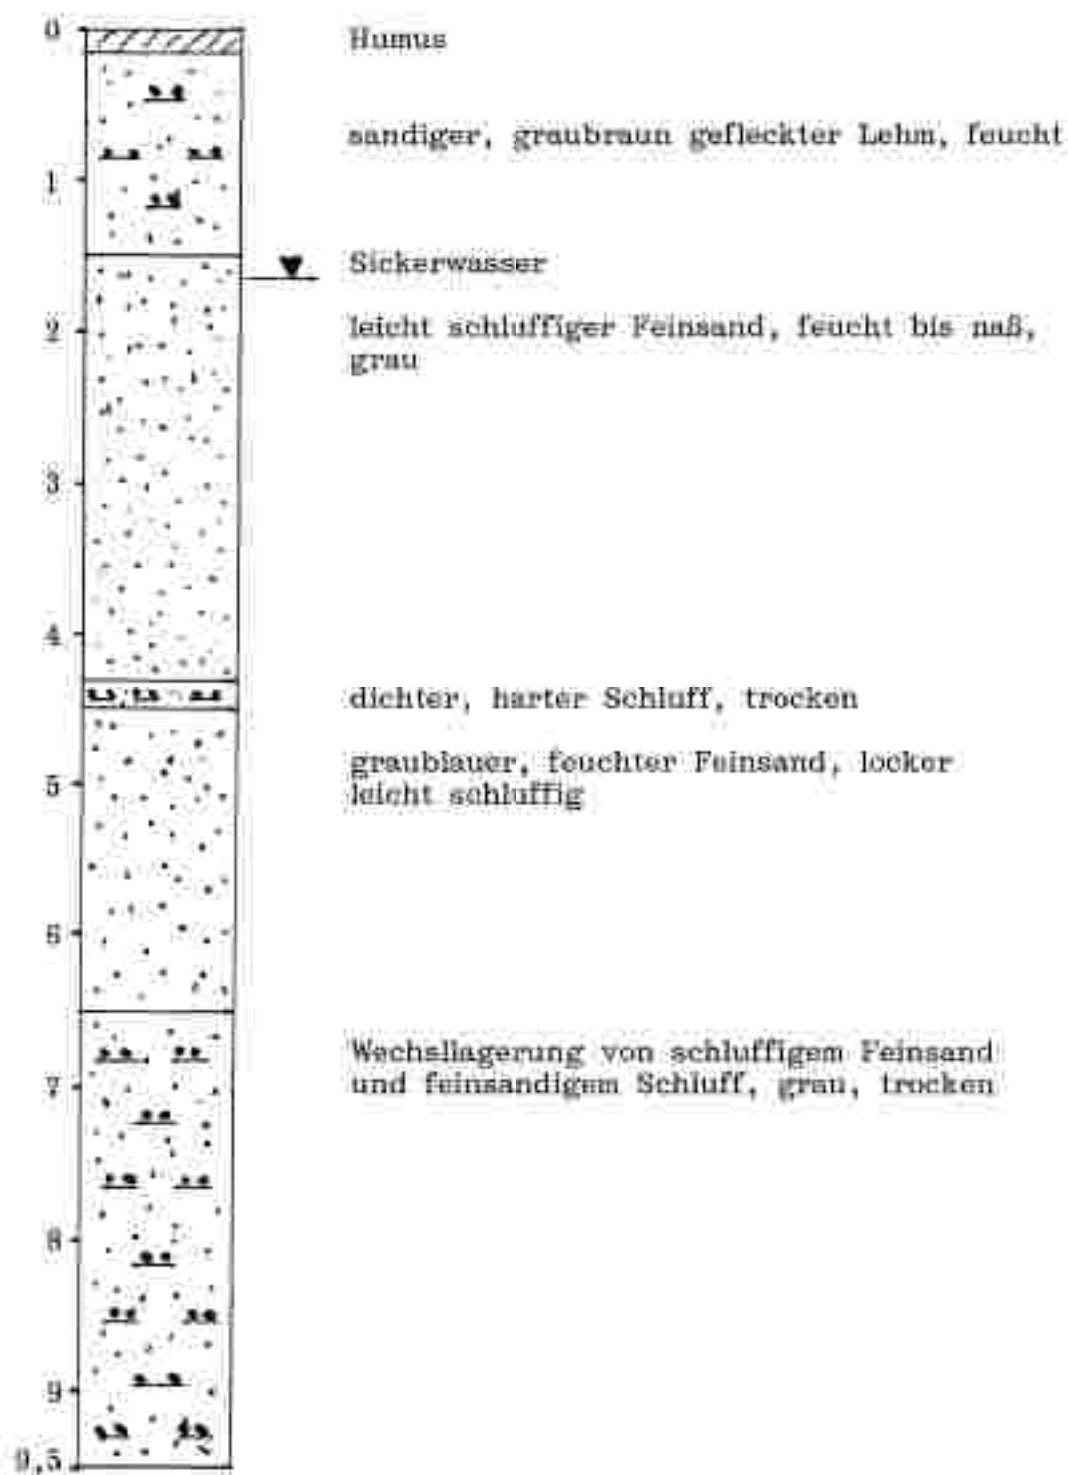 0
Humus
sandiger, graubraun gefleckter Lehm, feucht
1
Sickerwasser
leicht schluffiger Feinsand, feucht bis naß,
2
grau
3
4
dichter, harter Schluff, trocken
graublauer, feuchter Feinsand, locker
5
leicht schluffig
6
Wechsllagerung von schluffigem Feinsand
7
und feinsandigem Schluff, grau, trocken
8
9
9,5